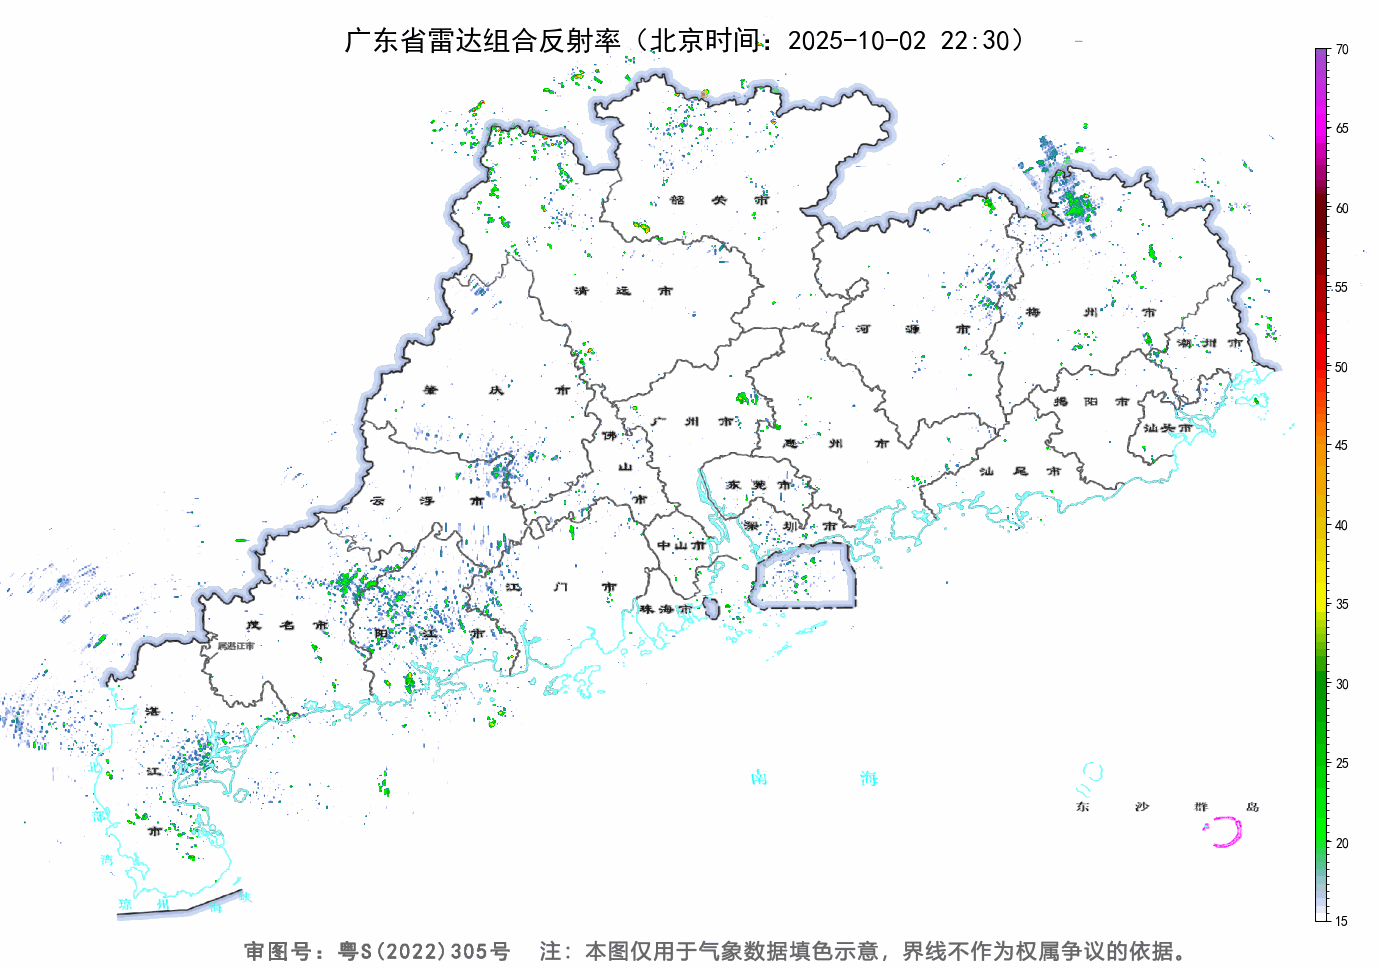 广东省雷达组合反射率（北京时间：2025-10-02 22:30）
70
65
60
55
50
45
40
35
30
25
20
15
韶关市
清远市
河源市
梅州市
潮州市
肇庆市
广州市
佛山市
惠州市
揭阳市
汕头市
汕尾市
云浮市
东莞市
深圳市
中山市
江门市
珠海市
茂名市
阳江市
属湛江市
湛江市
北部湾
琼州海峡
南海
东沙群岛
审图号：粤S(2022)305号 注：本图仅用于气象数据填色示意，界线不作为权属争议的依据。